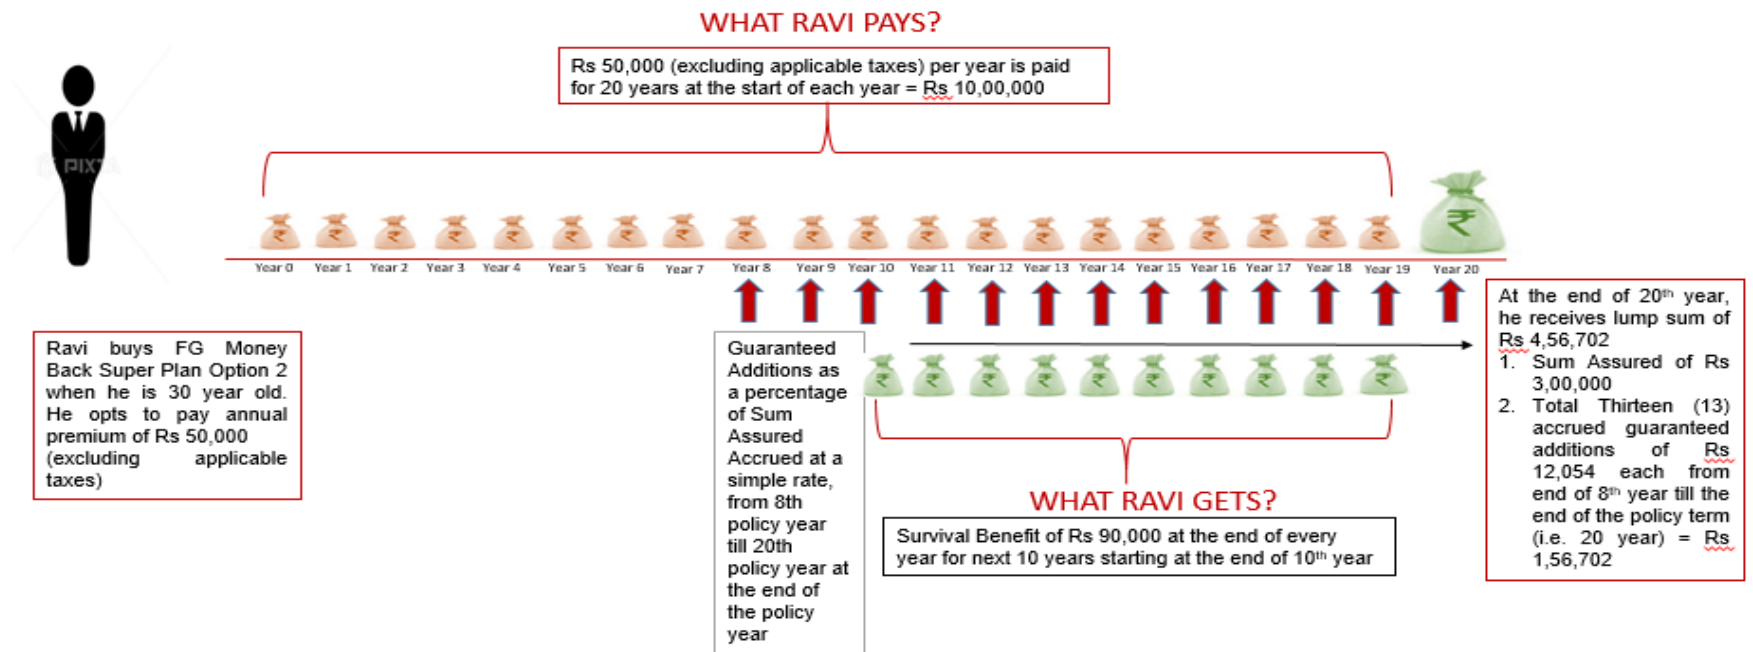 WHAT RAVI PAYS?
Rs 50,000 (excluding applicable taxes) per year is paid
for 20 years at the start of each year = Rs 10,00,000
PIXTA
Year 0 Year 1 Year 2 Year 3 Year 4 Year 5 Year 6 Year 7 Year 8 Year 9 Year 10 Year 11 Year 12 Year 13 Year 14 Year 15 Year 16 Year 17 Year 18 Year 19 Year 20
Ravi buys FG Money
Back Super Plan Option 2
when he is 30 year old.
He opts to pay annual
premium of Rs 50,000
(excluding applicable
taxes)
Guaranteed
Additions as
a percentage
of Sum
Assured
Accrued at a
simple rate,
from 8th
policy year
till 20th
policy year at
the end of
the policy
year
WHAT RAVI GETS?
Survival Benefit of Rs 90,000 at the end of every
year for next 10 years starting at the end of 10th year
At the end of 20th year,
he receives lump sum of
Rs 4,56,702
1. Sum Assured of Rs
3,00,000
2. Total Thirteen (13)
accrued guaranteed
additions of Rs
12,054 each from
end of 8th year till the
end of the policy term
(i.e. 20 year) = Rs
1,56,702